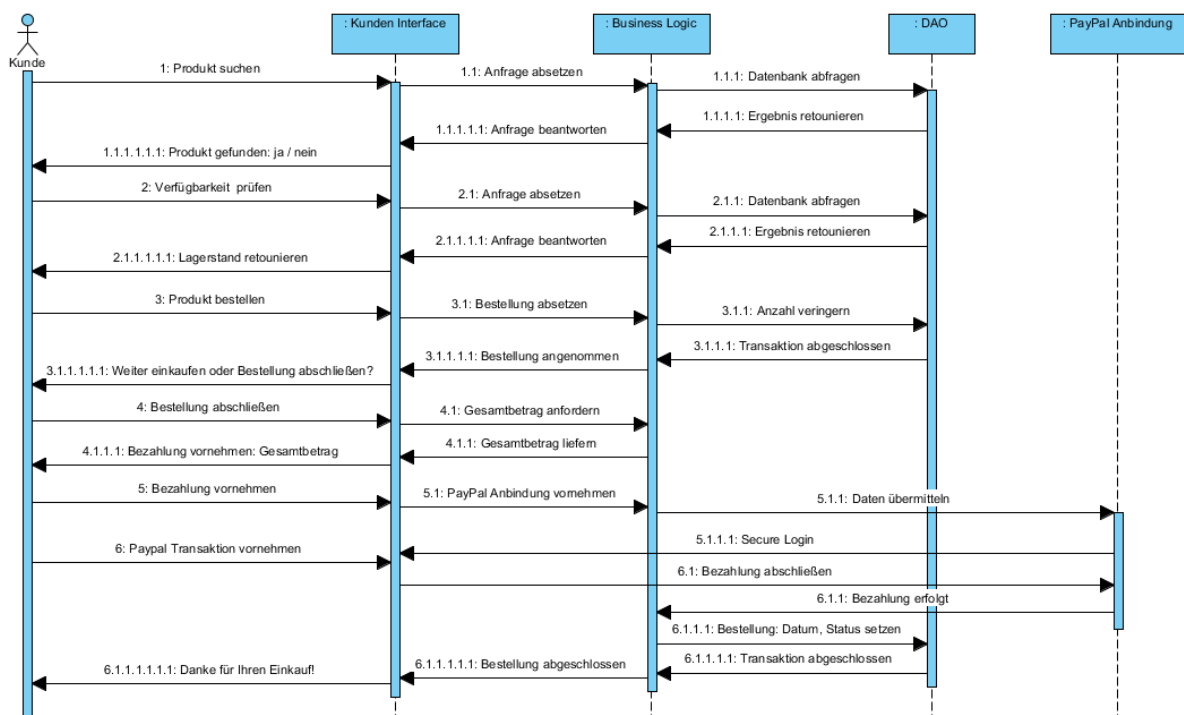 : Kunden Interface
: Business Logic
: DAO
: PayPal Anbindung
Kunde
1: Produkt suchen
1.1: Anfrage absetzen
1.1.1: Datenbank abfragen
1.1.1.1: Ergebnis retounieren
1.1.1.1.1: Anfrage beantworten
1.1.1.1.1.1: Produkt gefunden: ja / nein
2: Verfügbarkeit prüfen
2.1: Anfrage absetzen
2.1.1: Datenbank abfragen
2.1.1.1: Ergebnis retounieren
2.1.1.1.1: Anfrage beantworten
2.1.1.1.1.1: Lagerstand retounieren
3: Produkt bestellen
3.1: Bestellung absetzen
3.1.1: Anzahl veringern
3.1.1.1: Transaktion abgeschlossen
3.1.1.1.1: Bestellung angenommen
3.1.1.1.1.1: Weiter einkaufen oder Bestellung abschließen?
4: Bestellung abschließen
4.1: Gesamtbetrag anfordern
4.1.1: Gesamtbetrag liefern
4.1.1.1: Bezahlung vornehmen: Gesamtbetrag
5: Bezahlung vornehmen
5.1: PayPal Anbindung vornehmen
5.1.1: Daten übermitteln
5.1.1.1: Secure Login
6: Paypal Transaktion vornehmen
6.1: Bezahlung abschließen
6.1.1: Bezahlung erfolgt
6.1.1.1: Bestellung: Datum, Status setzen
6.1.1.1.1: Transaktion abgeschlossen
6.1.1.1.1.1: Bestellung abgeschlossen
6.1.1.1.1.1.1: Danke für Ihren Einkauf!